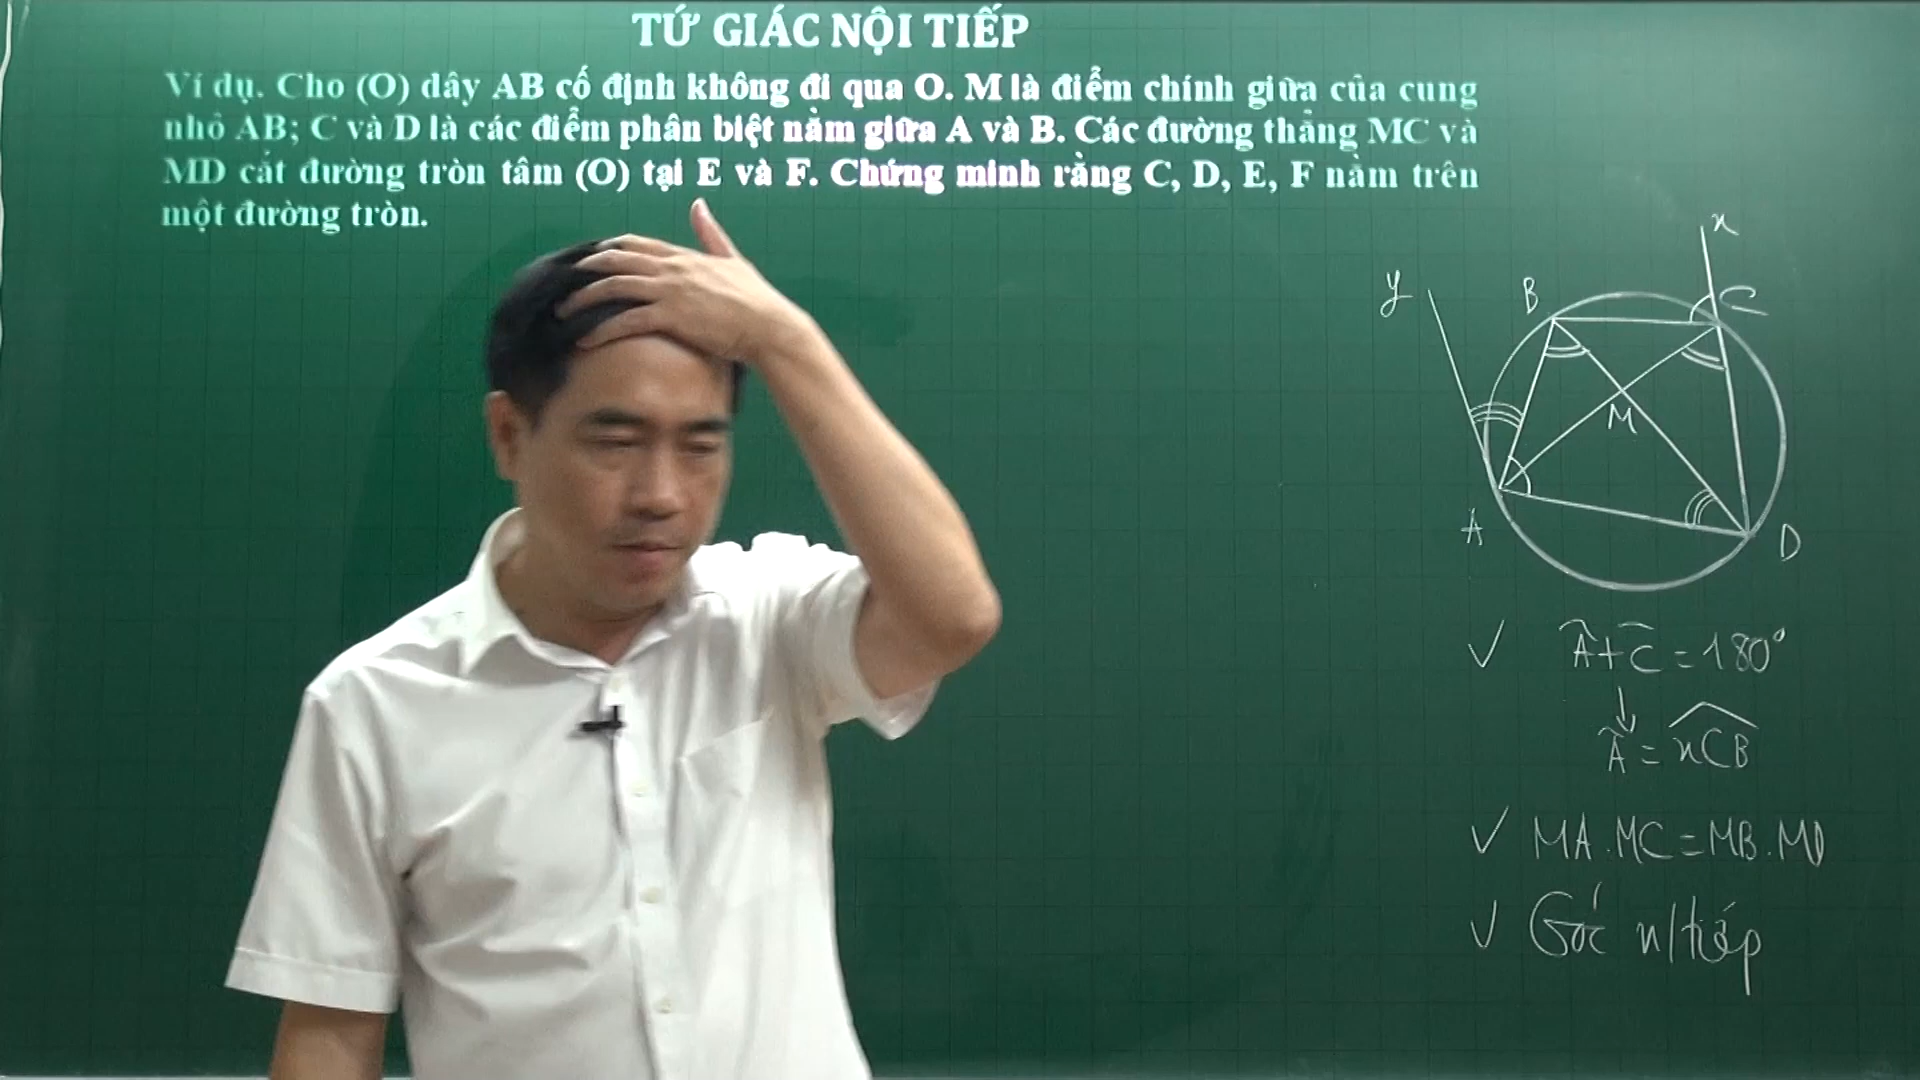 TỨ GIÁC NỘI TIẾP
Ví dụ. Cho (O) dây AB cố định không đi qua O. M là điểm chính giữa của cung
nhỏ AB; C và D là các điểm phân biệt nằm giữa A và B. Các đường thẳng MC và
MD cắt đường tròn tâm (O) tại E và F. Chứng minh rằng C, D, E, F nằm trên
một đường tròn.
x
y
B
C
M
A
D
✓ Â+Ĉ=180°
↓
Â = xCB
✓ MA.MC=MB.MD
✓ Góc n/tiếp